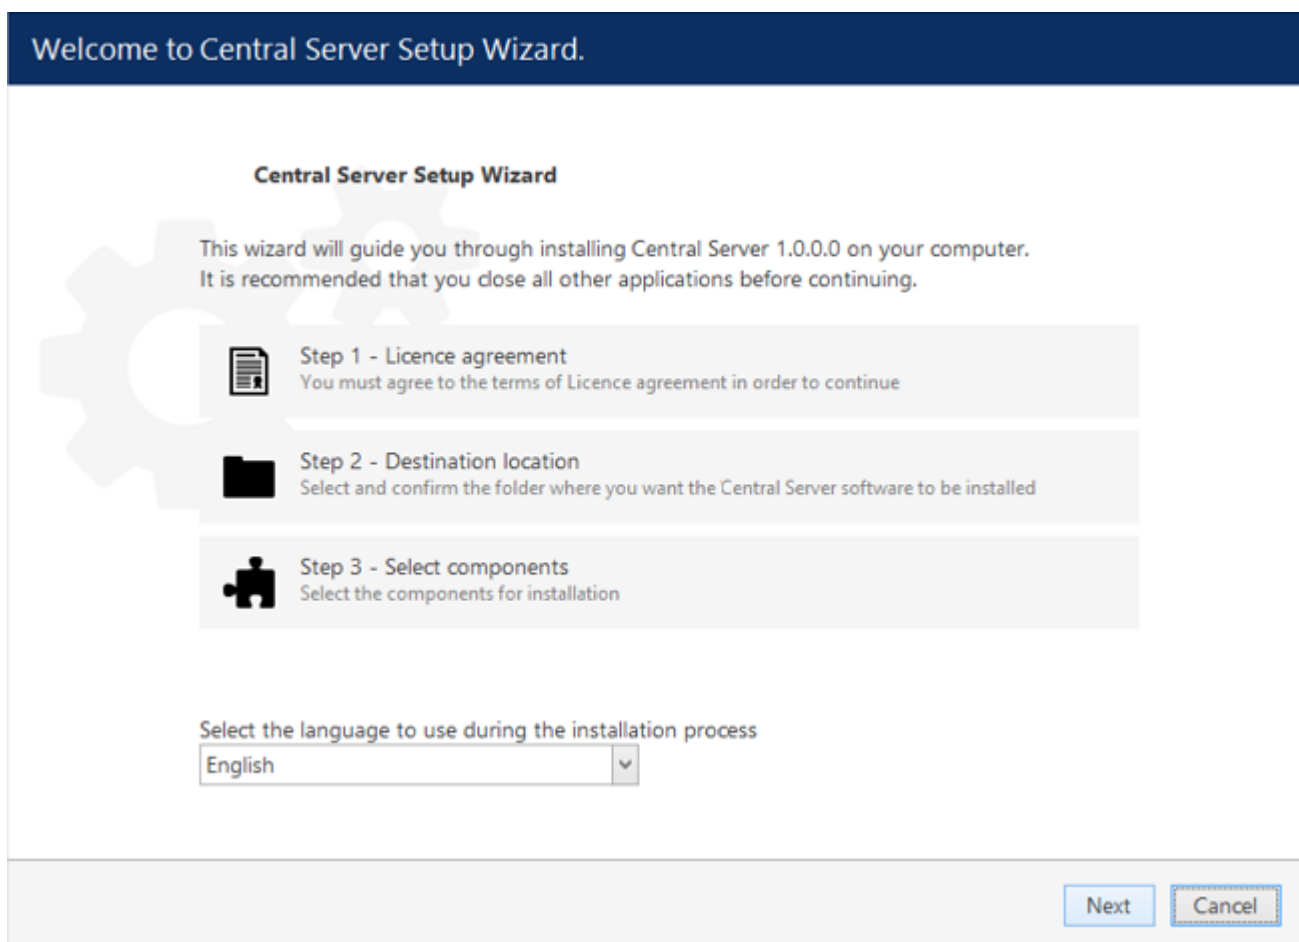 Welcome to Central Server Setup Wizard.
Central Server Setup Wizard
This wizard will guide you through installing Central Server 1.0.0.0 on your computer.
It is recommended that you close all other applications before continuing.
Step 1 - Licence agreement
You must agree to the terms of Licence agreement in order to continue
Step 2 - Destination location
Select and confirm the folder where you want the Central Server software to be installed
Step 3 - Select components
Select the components for installation
Select the language to use during the installation process
English
Next
Cancel